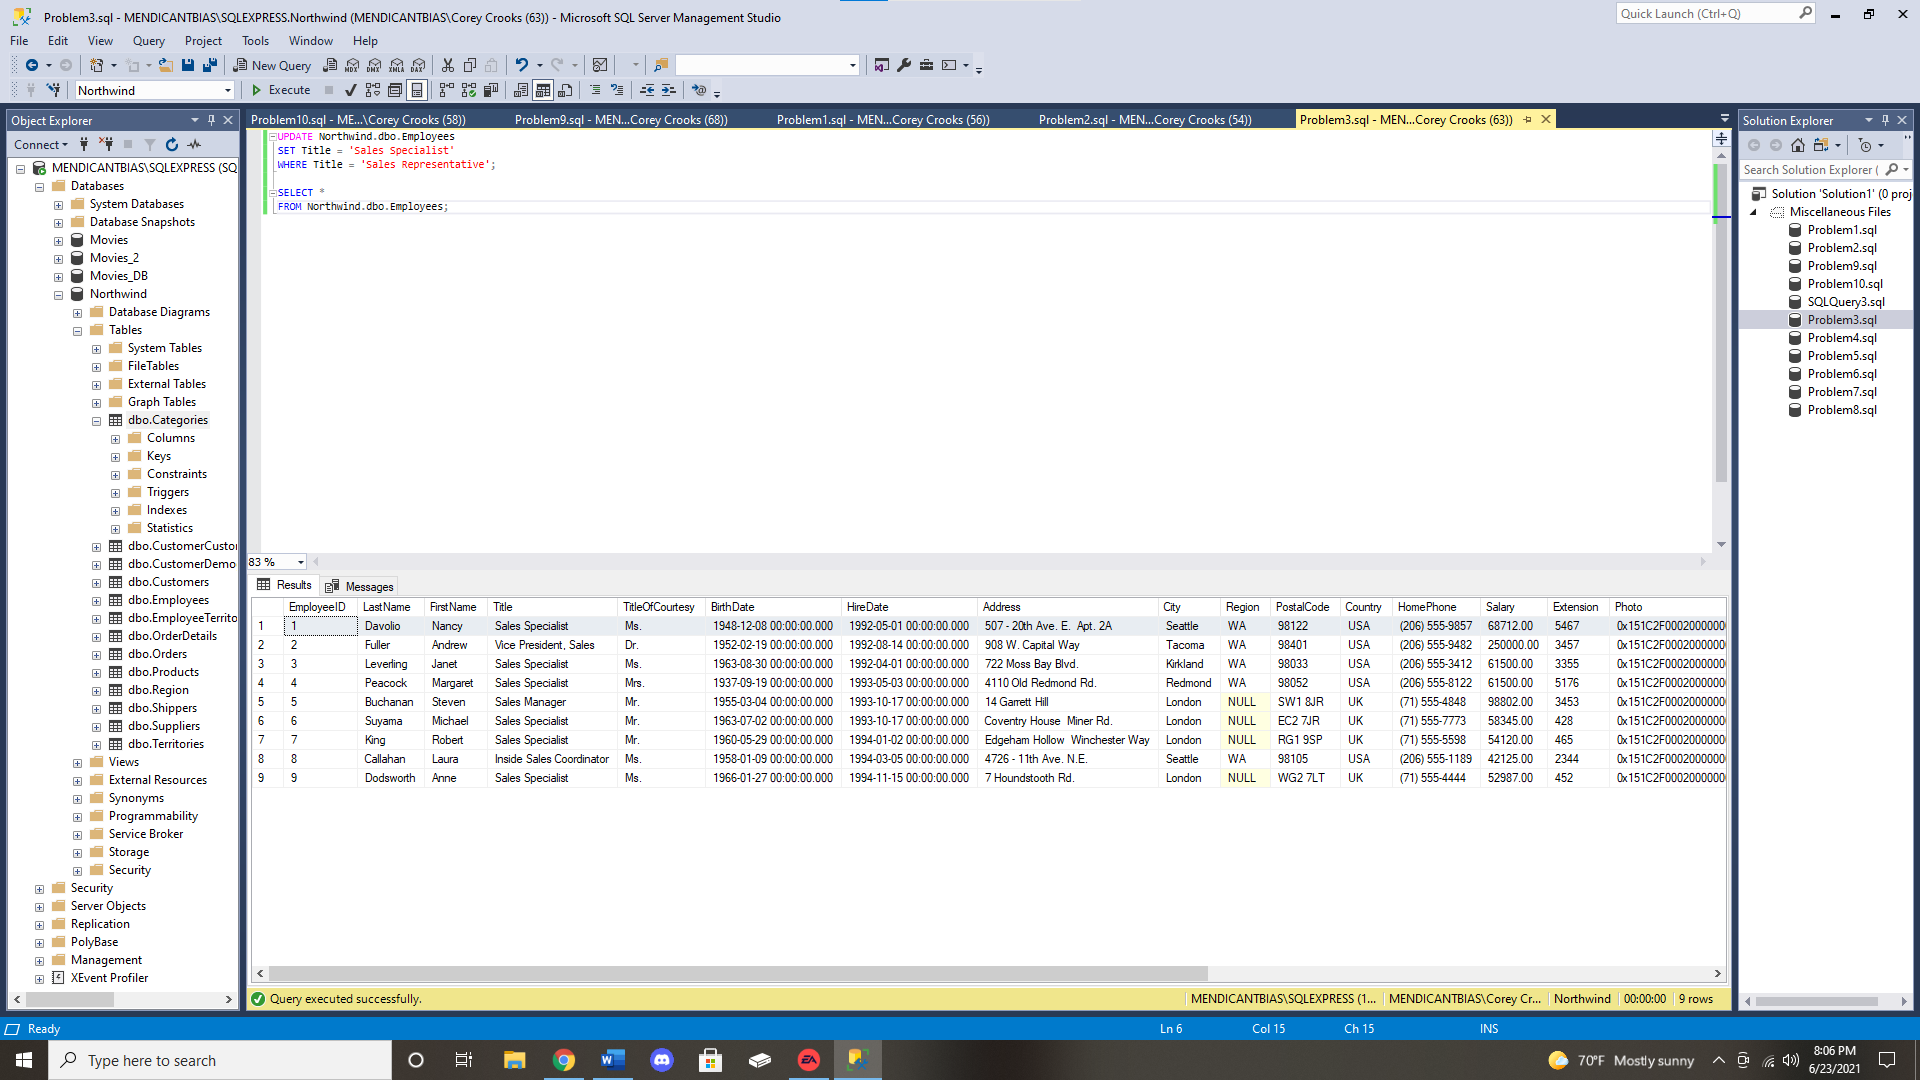 Problem3.sql - MENDICANTBIAS\SQLEXPRESS.Northwind (MENDICANTBIAS\Corey Crooks (63)) - Microsoft SQL Server Management Studio
Quick Launch (Ctrl+Q)
File Edit View Query Project Tools Window Help
New Query
Northwind
Execute
Object Explorer
Connect
MENDICANTBIAS\SQLEXPRESS (SQ
Databases
System Databases
Database Snapshots
Movies
Movies_2
Movies_DB
Northwind
Database Diagrams
Tables
System Tables
FileTables
External Tables
Graph Tables
dbo.Categories
Columns
Keys
Constraints
Triggers
Indexes
Statistics
dbo.CustomerCusto
dbo.CustomerDemo
dbo.Customers
dbo.Employees
dbo.EmployeeTerrito
dbo.OrderDetails
dbo.Orders
dbo.Products
dbo.Region
dbo.Shippers
dbo.Suppliers
dbo.Territories
Views
External Resources
Synonyms
Programmability
Service Broker
Storage
Security
Security
Server Objects
Replication
PolyBase
Management
XEvent Profiler
Problem10.sql - ME...\Corey Crooks (58)) Problem9.sql - MEN...Corey Crooks (68)) Problem1.sql - MEN...Corey Crooks (56)) Problem2.sql - MEN...Corey Crooks (54)) Problem3.sql - MEN...Corey Crooks (63))
UPDATE Northwind.dbo.Employees
SET Title = 'Sales Specialist'
WHERE Title = 'Sales Representative';
SELECT *
FROM Northwind.dbo.Employees;
83 %
Results Messages
EmployeeID LastName FirstName Title TitleOfCourtesy BirthDate HireDate Address City Region PostalCode Country HomePhone Salary Extension Photo
1 1 Davolio Nancy Sales Specialist Ms. 1948-12-08 00:00:00.000 1992-05-01 00:00:00.000 507 - 20th Ave. E. Apt. 2A Seattle WA 98122 USA (206) 555-9857 68712.00 5467 0x151C2F0002000000
2 2 Fuller Andrew Vice President, Sales Dr. 1952-02-19 00:00:00.000 1992-08-14 00:00:00.000 908 W. Capital Way Tacoma WA 98401 USA (206) 555-9482 250000.00 3457 0x151C2F0002000000
3 3 Leverling Janet Sales Specialist Ms. 1963-08-30 00:00:00.000 1992-04-01 00:00:00.000 722 Moss Bay Blvd. Kirkland WA 98033 USA (206) 555-3412 61500.00 3355 0x151C2F0002000000
4 4 Peacock Margaret Sales Specialist Mrs. 1937-09-19 00:00:00.000 1993-05-03 00:00:00.000 4110 Old Redmond Rd. Redmond WA 98052 USA (206) 555-8122 61500.00 5176 0x151C2F0002000000
5 5 Buchanan Steven Sales Manager Mr. 1955-03-04 00:00:00.000 1993-10-17 00:00:00.000 14 Garrett Hill London NULL SW1 8JR UK (71) 555-4848 98802.00 3453 0x151C2F0002000000
6 6 Suyama Michael Sales Specialist Mr. 1963-07-02 00:00:00.000 1993-10-17 00:00:00.000 Coventry House Miner Rd. London NULL EC2 7JR UK (71) 555-7773 58345.00 428 0x151C2F0002000000
7 7 King Robert Sales Specialist Mr. 1960-05-29 00:00:00.000 1994-01-02 00:00:00.000 Edgeham Hollow Winchester Way London NULL RG1 9SP UK (71) 555-5598 54120.00 465 0x151C2F0002000000
8 8 Callahan Laura Inside Sales Coordinator Ms. 1958-01-09 00:00:00.000 1994-03-05 00:00:00.000 4726 - 11th Ave. N.E. Seattle WA 98105 USA (206) 555-1189 42125.00 2344 0x151C2F0002000000
9 9 Dodsworth Anne Sales Specialist Ms. 1966-01-27 00:00:00.000 1994-11-15 00:00:00.000 7 Houndstooth Rd. London NULL WG2 7LT UK (71) 555-4444 52987.00 452 0x151C2F0002000000
Query executed successfully. MENDICANTBIAS\SQLEXPRESS (1... MENDICANTBIAS\Corey Cr... Northwind 00:00:00 9 rows
Solution Explorer
Search Solution Explorer (
Solution 'Solution1' (0 proj
Miscellaneous Files
Problem1.sql
Problem2.sql
Problem9.sql
Problem10.sql
SQLQuery3.sql
Problem3.sql
Problem4.sql
Problem5.sql
Problem6.sql
Problem7.sql
Problem8.sql
Ready Ln 6 Col 15 Ch 15 INS
Type here to search
70°F Mostly sunny
8:06 PM
6/23/2021